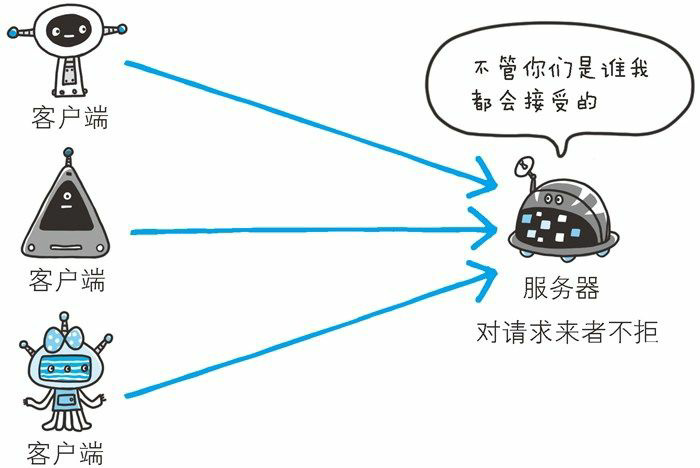 不管你们是谁我
都会接受的
客户端
客户端
服务器
对请求来者不拒
客户端